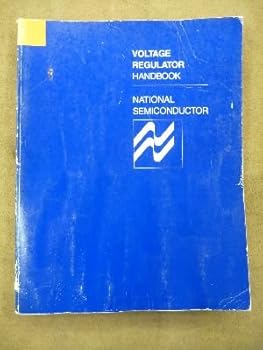 VOLTAGE
REGULATOR
HANDBOOK
NATIONAL
SEMICONDUCTOR